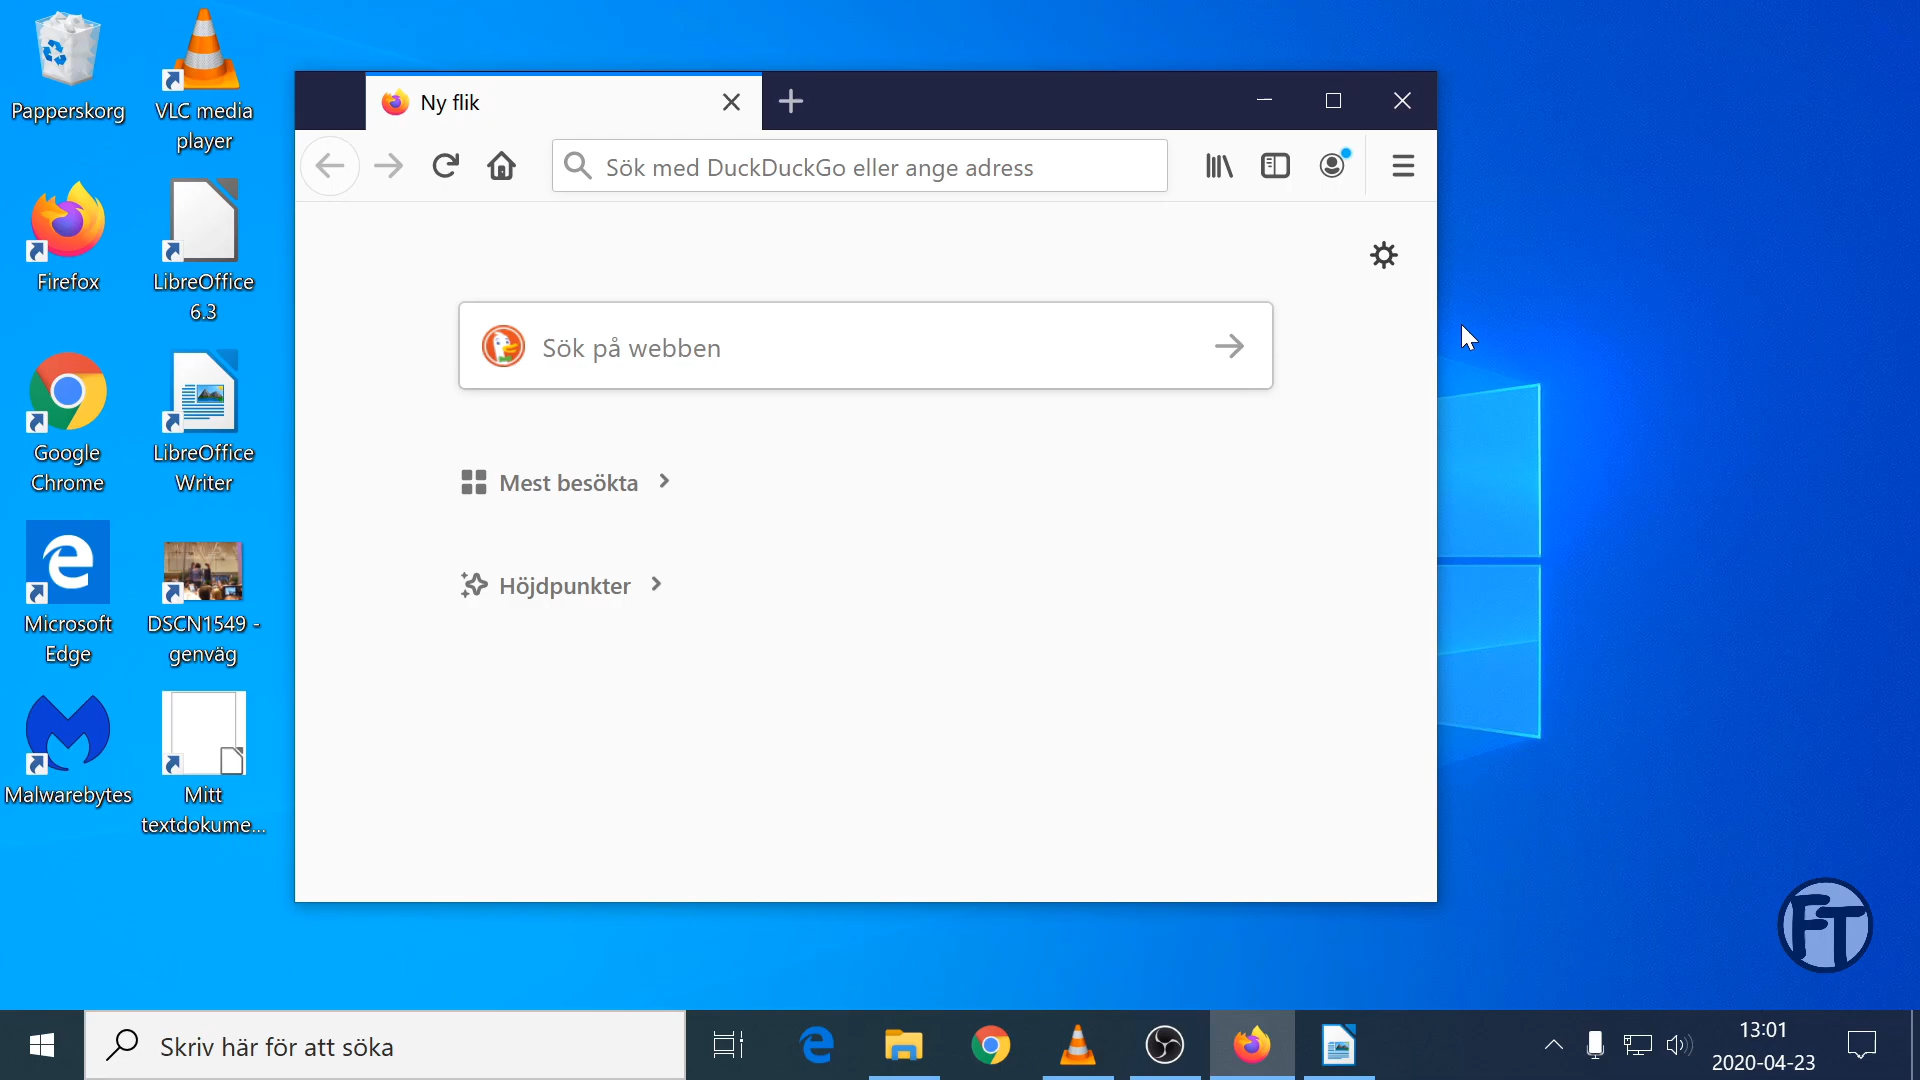 Papperskorg
VLC media
player
Firefox
LibreOffice
6.3
Google
Chrome
LibreOffice
Writer
Microsoft
Edge
DSCN1549 -
genväg
Malwarebytes
Mitt
textdokume...
Ny flik
Sök med DuckDuckGo eller ange adress
Sök på webben
Mest besökta
Höjdpunkter
FT
Skriv här för att söka
13:01
2020-04-23